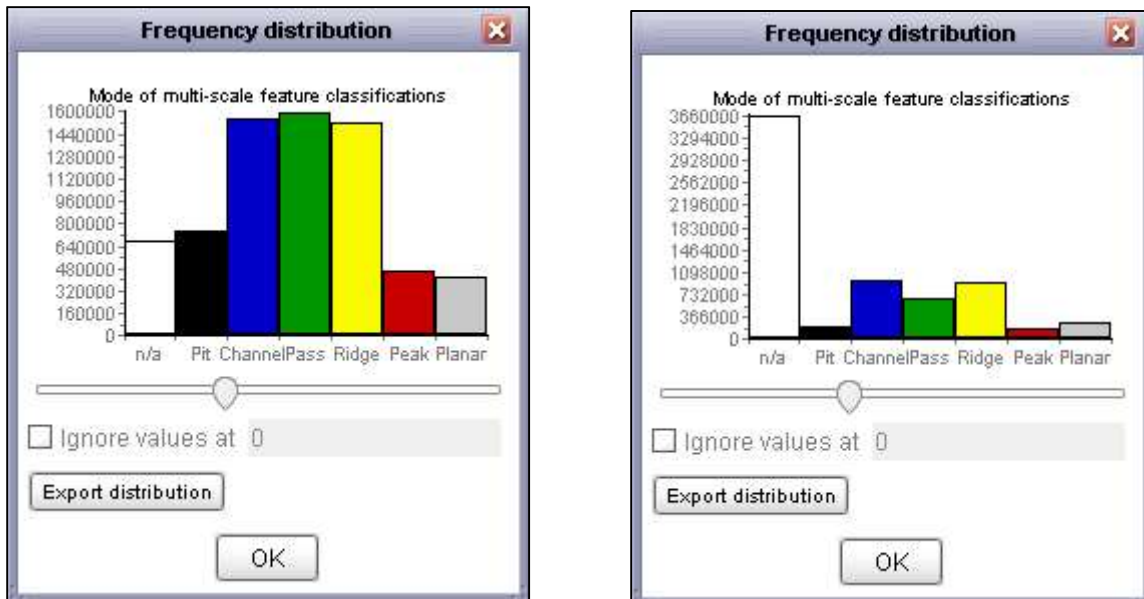 Frequency distribution
Mode of multi-scale feature classifications
1600000
1440000
1280000
1120000
960000
800000
640000
480000
320000
160000
0
n/a Pit Channel Pass Ridge Peak Planar
Ignore values at 0
Export distribution
OK
Frequency distribution
Mode of multi-scale feature classifications
3660000
3294000
2928000
2562000
2196000
1830000
1464000
1098000
732000
366000
0
n/a Pit Channel Pass Ridge Peak Planar
Ignore values at 0
Export distribution
OK